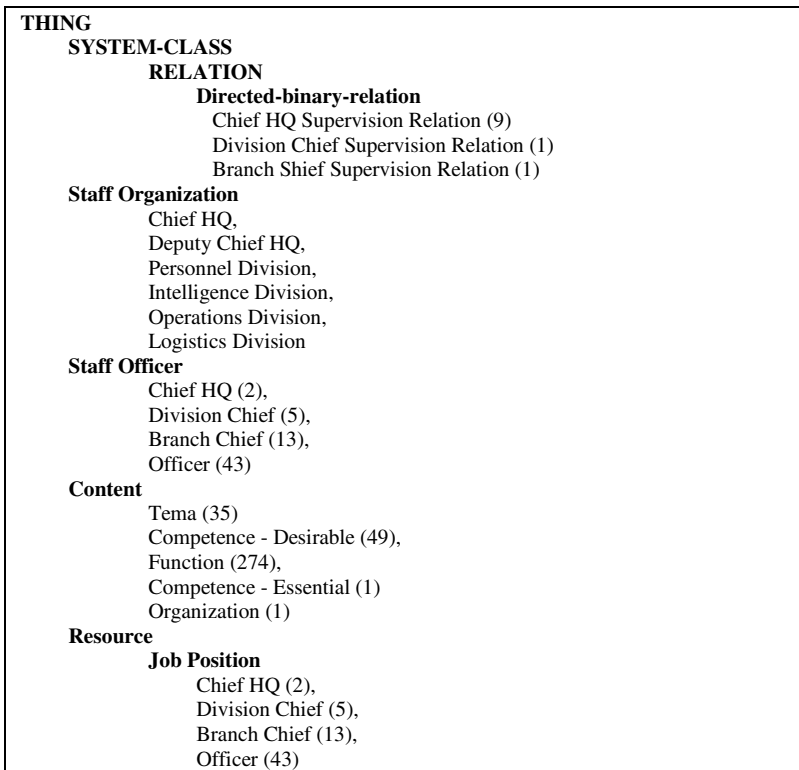 THING
SYSTEM-CLASS
RELATION
Directed-binary-relation
Chief HQ Supervision Relation (9)
Division Chief Supervision Relation (1)
Branch Shief Supervision Relation (1)
Staff Organization
Chief HQ,
Deputy Chief HQ,
Personnel Division,
Intelligence Division,
Operations Division,
Logistics Division
Staff Officer
Chief HQ (2),
Division Chief (5),
Branch Chief (13),
Officer (43)
Content
Tema (35)
Competence - Desirable (49),
Function (274),
Competence - Essential (1)
Organization (1)
Resource
Job Position
Chief HQ (2),
Division Chief (5),
Branch Chief (13),
Officer (43)